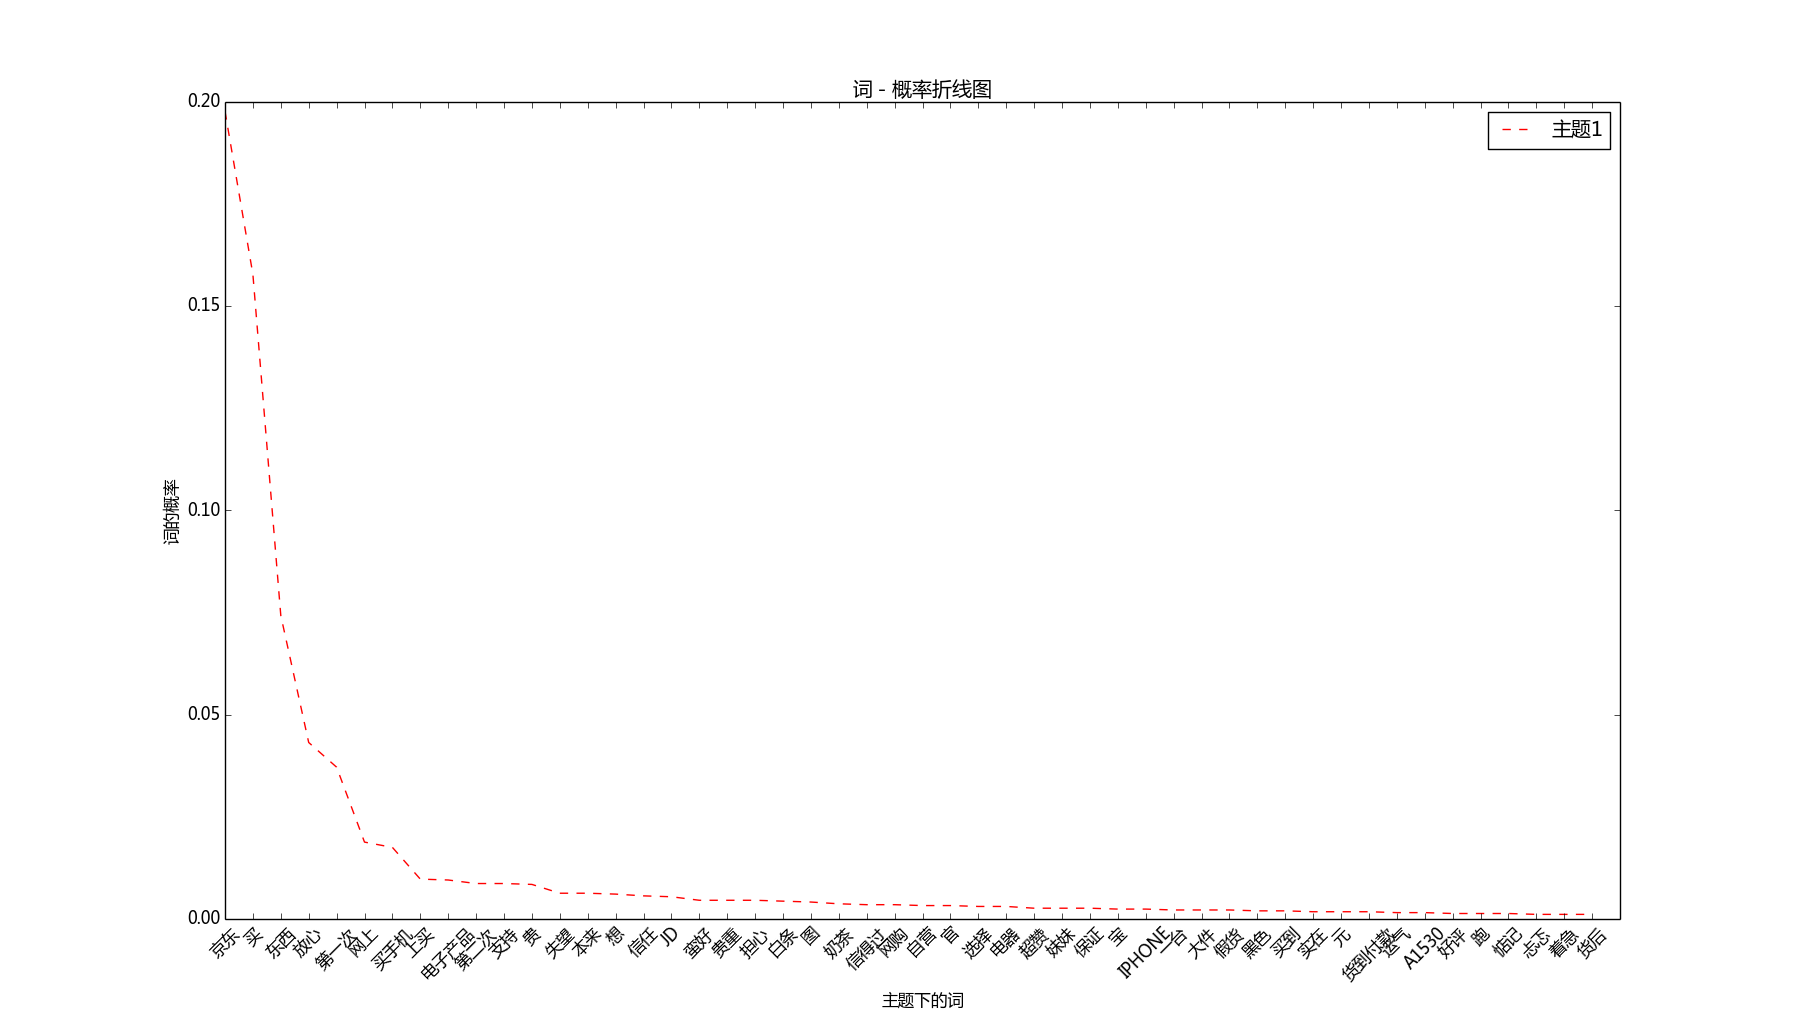 词 - 概率折线图
主题1
0.20
0.15
0.10
0.05
0.00
词的概率
京东 买 东西 放心 第一次 网上 买手机 上买 电子产品 第二次 支持 贵 失望 本来 想 信任 JD 蛮好 贵重 担心 白条 图 奶茶 信得过 网购 自营 官 选择 电器 超赞 妹妹 保证 宝 IPHONE 一台 大件 假货 黑色 买到 实在 元 货到付款 运气 A1530 好评 跑 惦记 忐忑 着急 货后
主题下的词